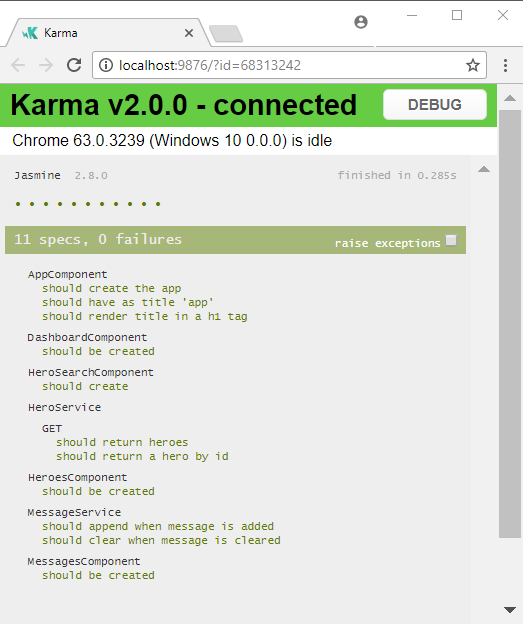 Karma
localhost:9876/?id=68313242
Karma v2.0.0 - connected
DEBUG
Chrome 63.0.3239 (Windows 10 0.0.0) is idle
Jasmine 2.8.0 finished in 0.285s
11 specs, 0 failures raise exceptions
AppComponent
should create the app
should have as title 'app'
should render title in a h1 tag
DashboardComponent
should be created
HeroSearchComponent
should create
HeroService
GET
should return heroes
should return a hero by id
HeroesComponent
should be created
MessageService
should append when message is added
should clear when message is cleared
MessagesComponent
should be created